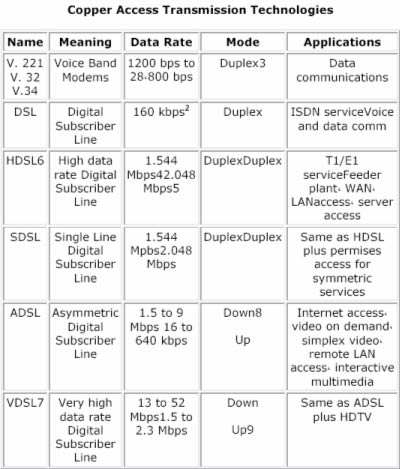 Copper Access Transmission Technologies
Name Meaning Data Rate Mode Applications
V. 221
V. 32
V.34
Voice Band
Modems
1200 bps to
28-800 bps
Duplex3
Data
communications
DSL
Digital
Subscriber
Line
160 kbps²
Duplex
ISDN serviceVoice
and data comm
HDSL6
High data
rate Digital
Subscriber
Line
1.544
Mbps42.048
Mbps5
DuplexDuplex
T1/E1
serviceFeeder
plant، WAN،
LANaccess، server
access
SDSL
Single Line
Digital
Subscriber
Line
1.544
Mpbs2.048
Mbps
DuplexDuplex
Same as HDSL
plus permises
access for
symmetric
services
ADSL
Asymmetric
Digital
Subscriber
Line
1.5 to 9
Mbps 16 to
640 kbps
Down8
Up
Internet access،
video on demand،
simplex video،
remote LAN
access، interactive
multimedia
VDSL7
Very high
data rate
Digital
Subscriber
Line
13 to 52
Mbps1.5 to
2.3 Mbps
Down
Up9
Same as ADSL
plus HDTV